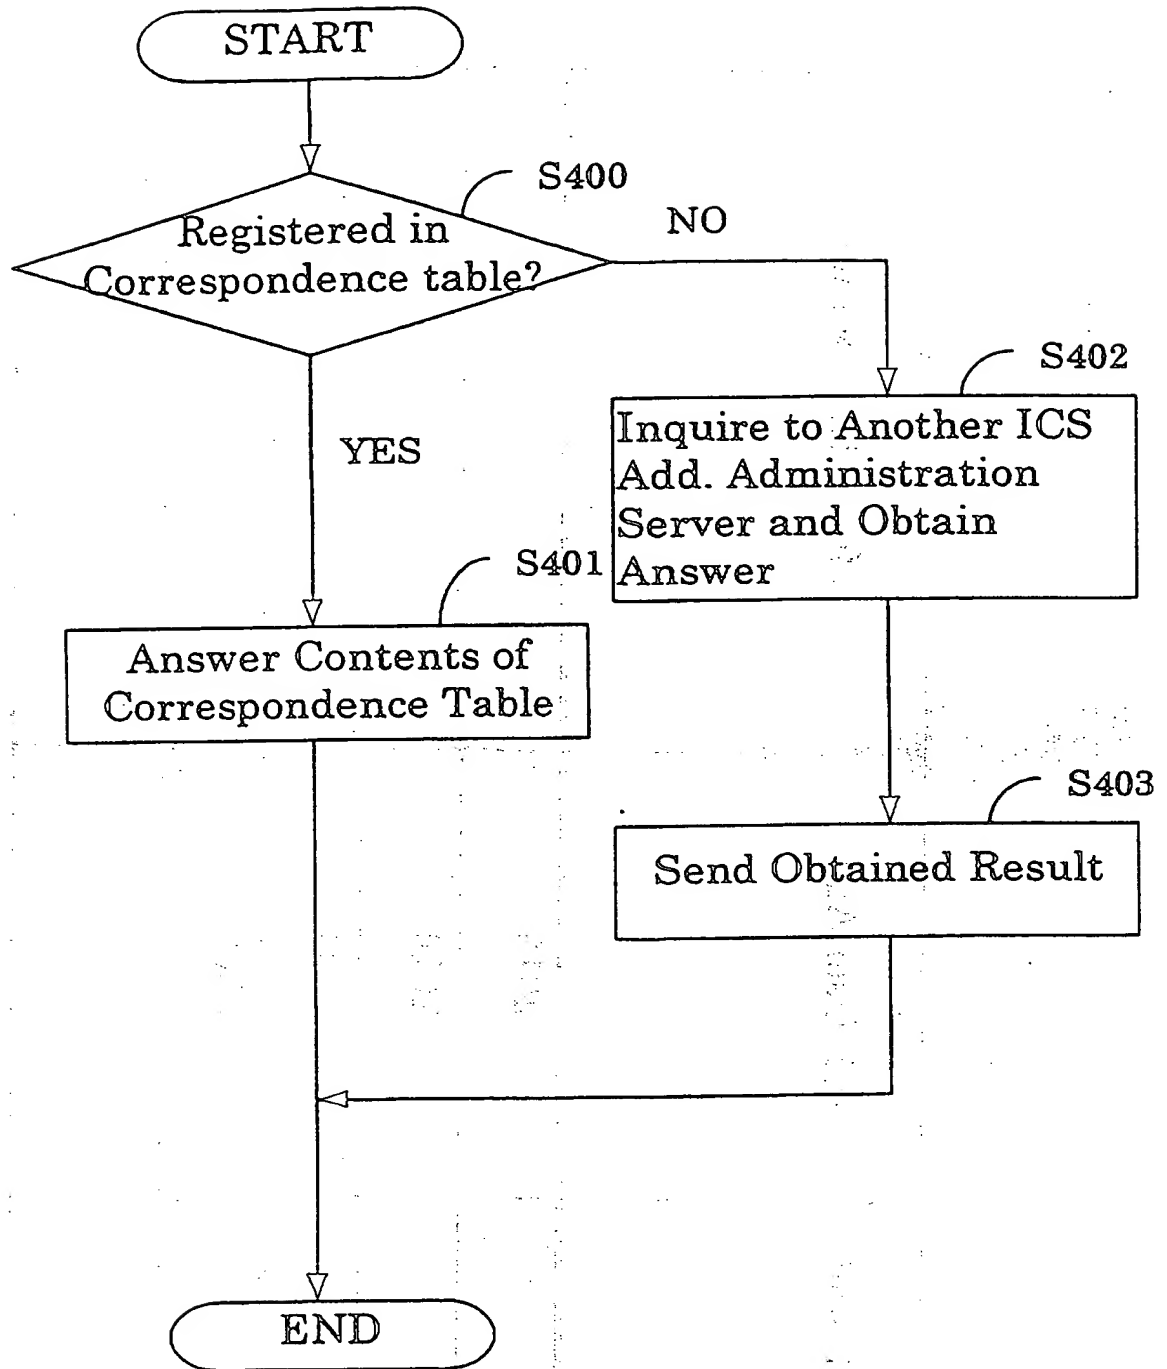 START
S400
Registered in
Correspondence table?
NO
S402
Inquire to Another ICS
Add. Administration
Server and Obtain
Answer
YES
S401
Answer Contents of
Correspondence Table
S403
Send Obtained Result
END